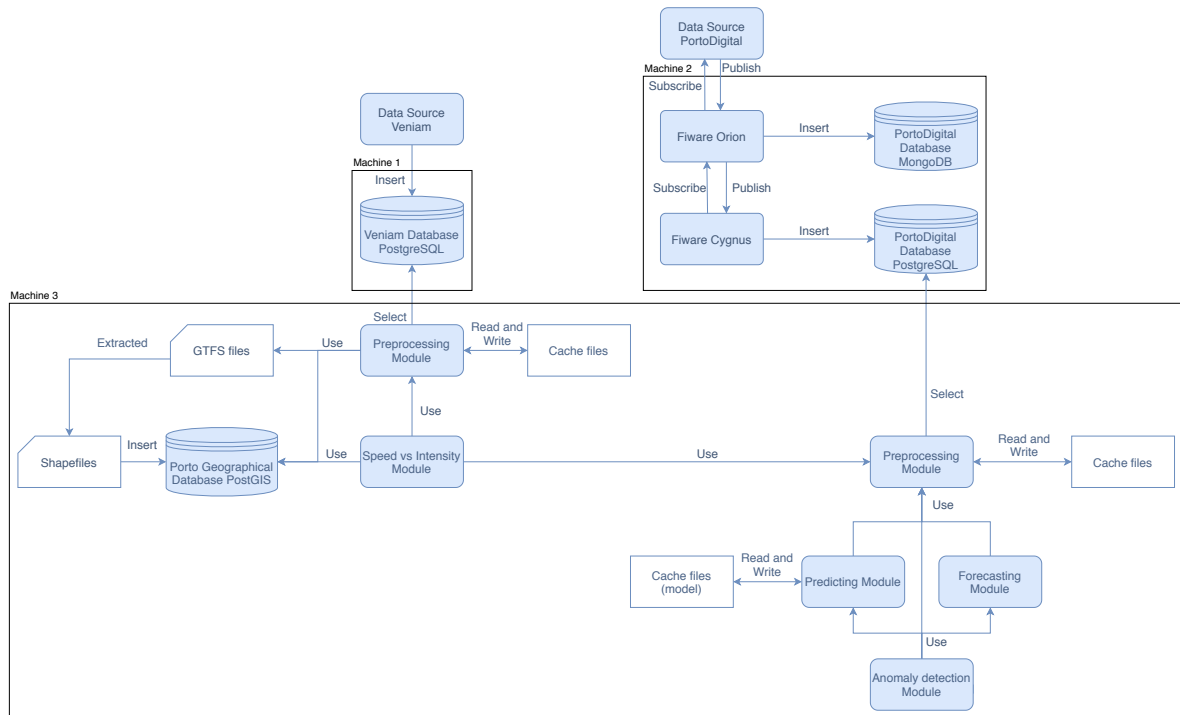 Data Source
PortoDigital
Machine 2
Publish
Subscribe
Data Source
Veniam
Fiware Orion
Insert
PortoDigital
Database
MongoDB
Machine 1
Insert
Subscribe
Publish
Veniam Database
PostgreSQL
Fiware Cygnus
Insert
PortoDigital
Database
PostgreSQL
Machine 3
Select
Extracted
GTFS files
Use
Preprocessing
Module
Read and
Write
Cache files
Select
Use
Shapefiles
Insert
Porto Geographical
Database PostGIS
Use
Speed vs Intensity
Module
Use
Preprocessing
Module
Read and
Write
Cache files
Use
Cache files
(model)
Read and
Write
Predicting Module
Forecasting
Module
Use
Anomaly detection
Module